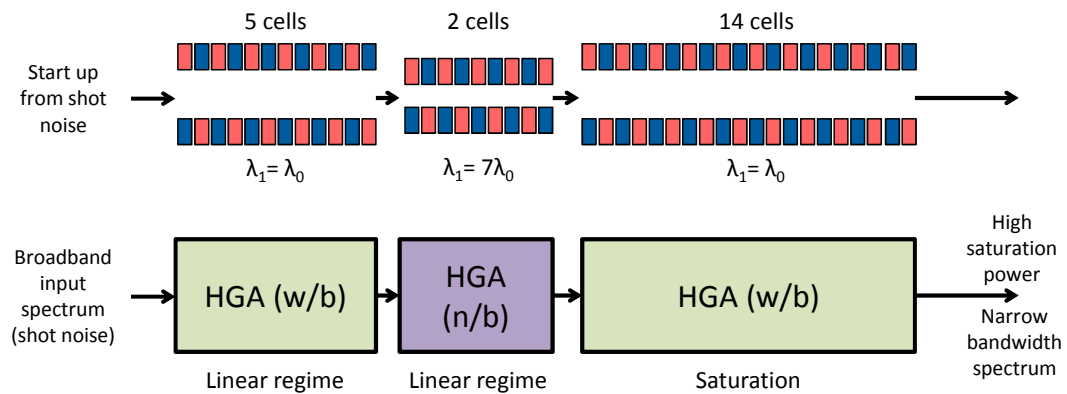 5 cells
2 cells
14 cells
Start up
from shot
noise
λ₁= λ₀
λ₁= 7λ₀
λ₁= λ₀
Broadband
input
spectrum
(shot noise)
HGA (w/b)
HGA
(n/b)
HGA (w/b)
High
saturation
power
Narrow
bandwidth
spectrum
Linear regime
Linear regime
Saturation